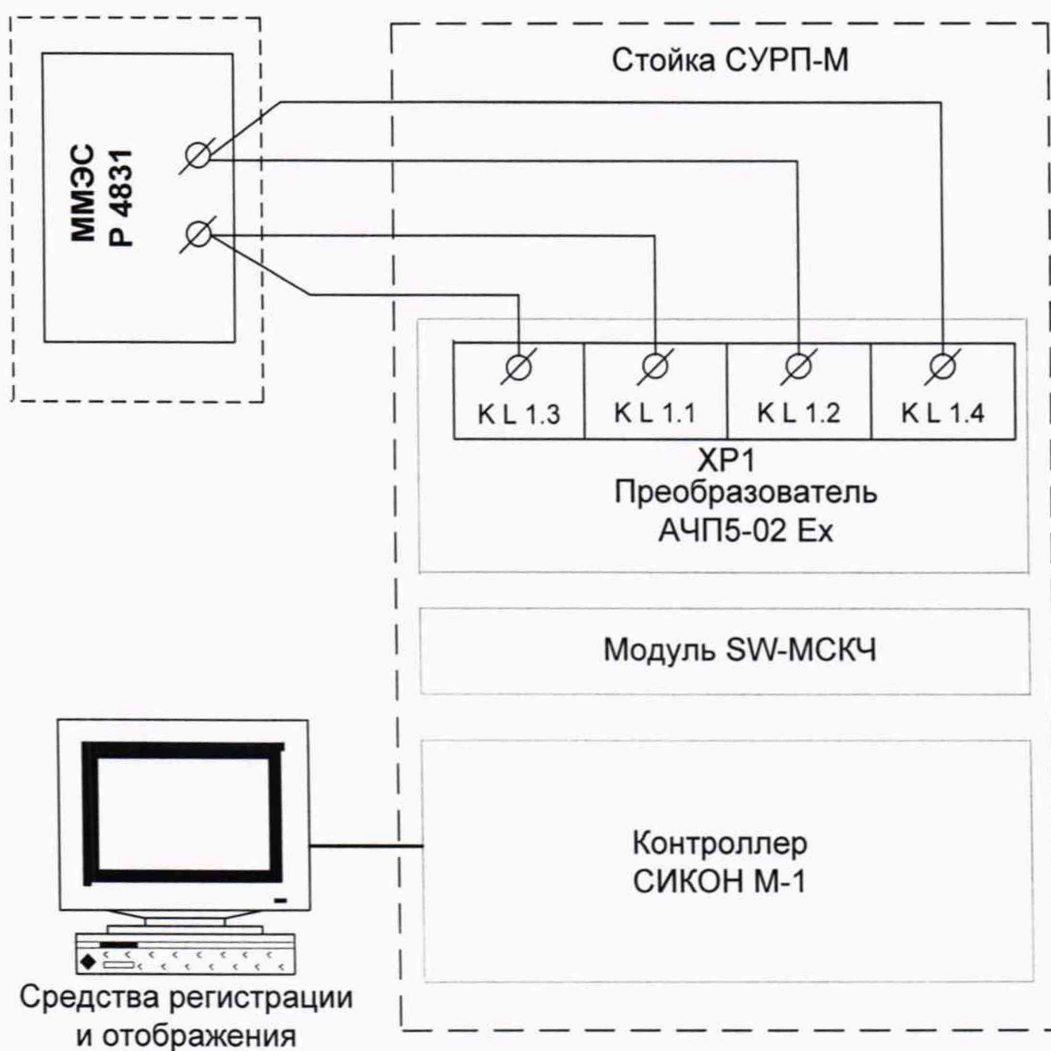 Стойка СУРП-М
ММЭС
Р 4831
K L 1.3
K L 1.1
K L 1.2
K L 1.4
XP1
Преобразователь
АЧП5-02 Ex
Модуль SW-МСКЧ
Контроллер
СИКОН М-1
Средства регистрации
и отображения